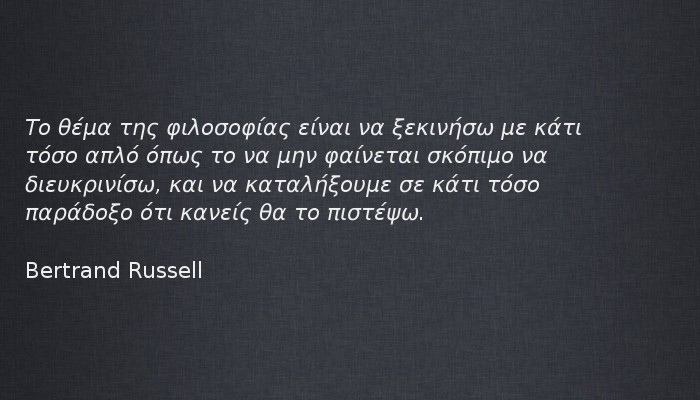 Το θέμα της φιλοσοφίας είναι να ξεκινήσω με κάτι
τόσο απλό όπως το να μην φαίνεται σκόπιμο να
διευκρινίσω, και να καταλήξουμε σε κάτι τόσο
παράδοξο ότι κανείς θα το πιστέψω.
Bertrand Russell